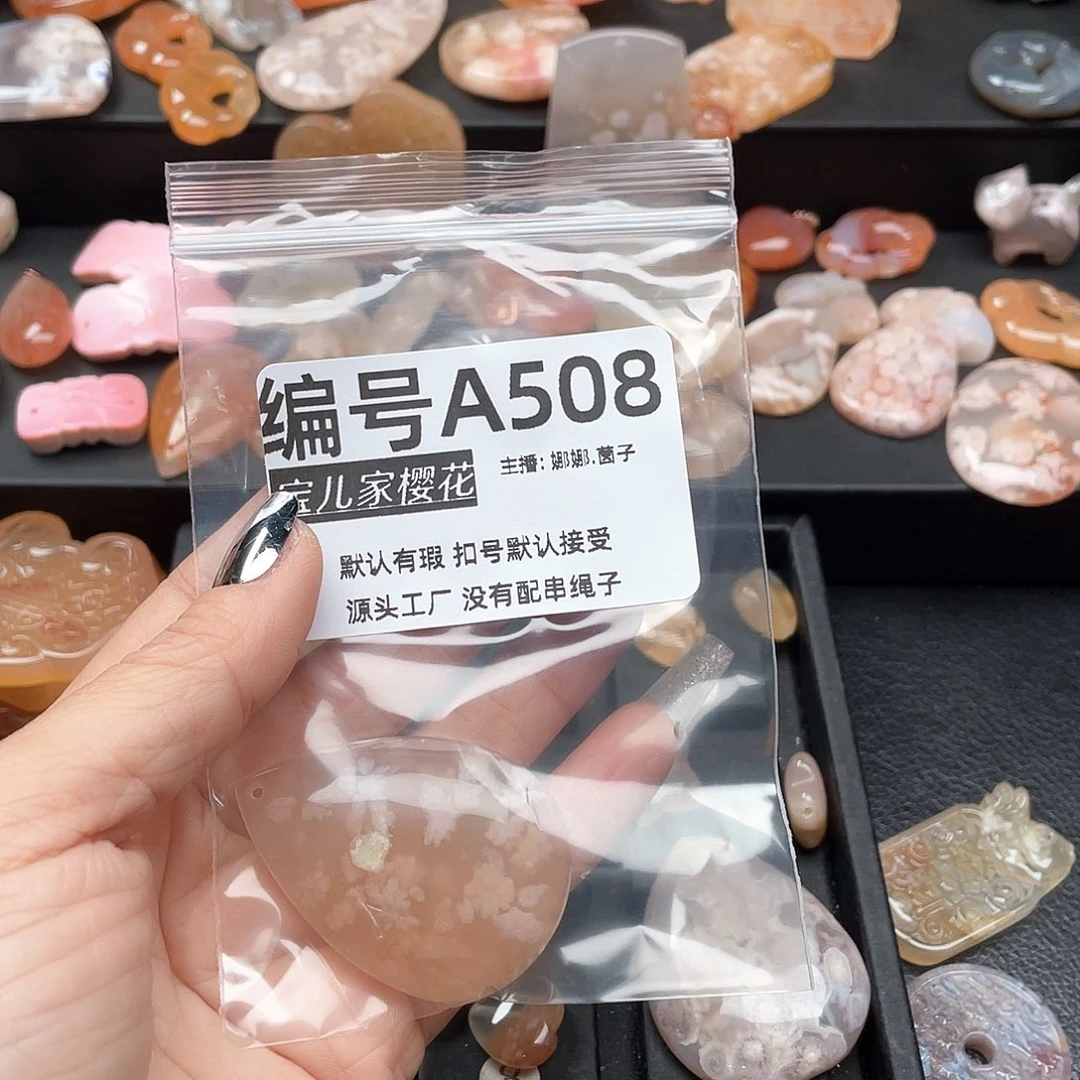 编号A508
宝儿家樱花
主播：娜娜.茵子
默认有瑕 扣号默认接受
源头工厂 没有配串绳子